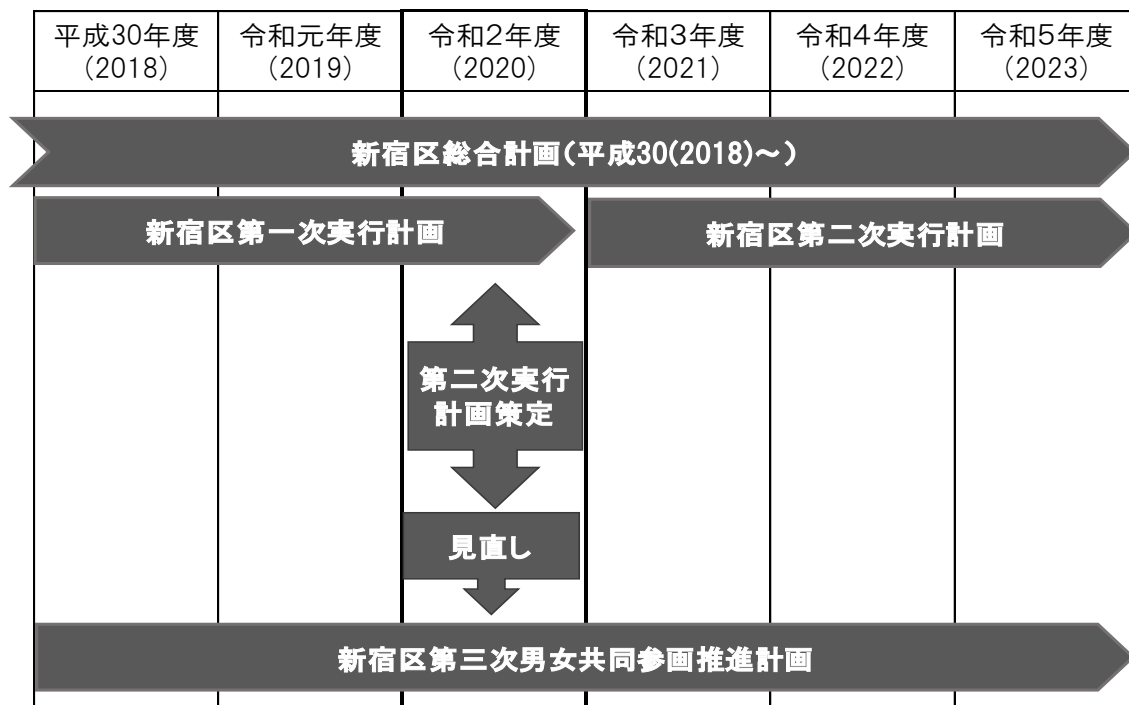 平成30年度
(2018)
令和元年度
(2019)
令和2年度
(2020)
令和3年度
(2021)
令和4年度
(2022)
令和5年度
(2023)
新宿区総合計画(平成30(2018)~)
新宿区第一次実行計画
新宿区第二次実行計画
第二次実行
計画策定
見直し
新宿区第三次男女共同参画推進計画